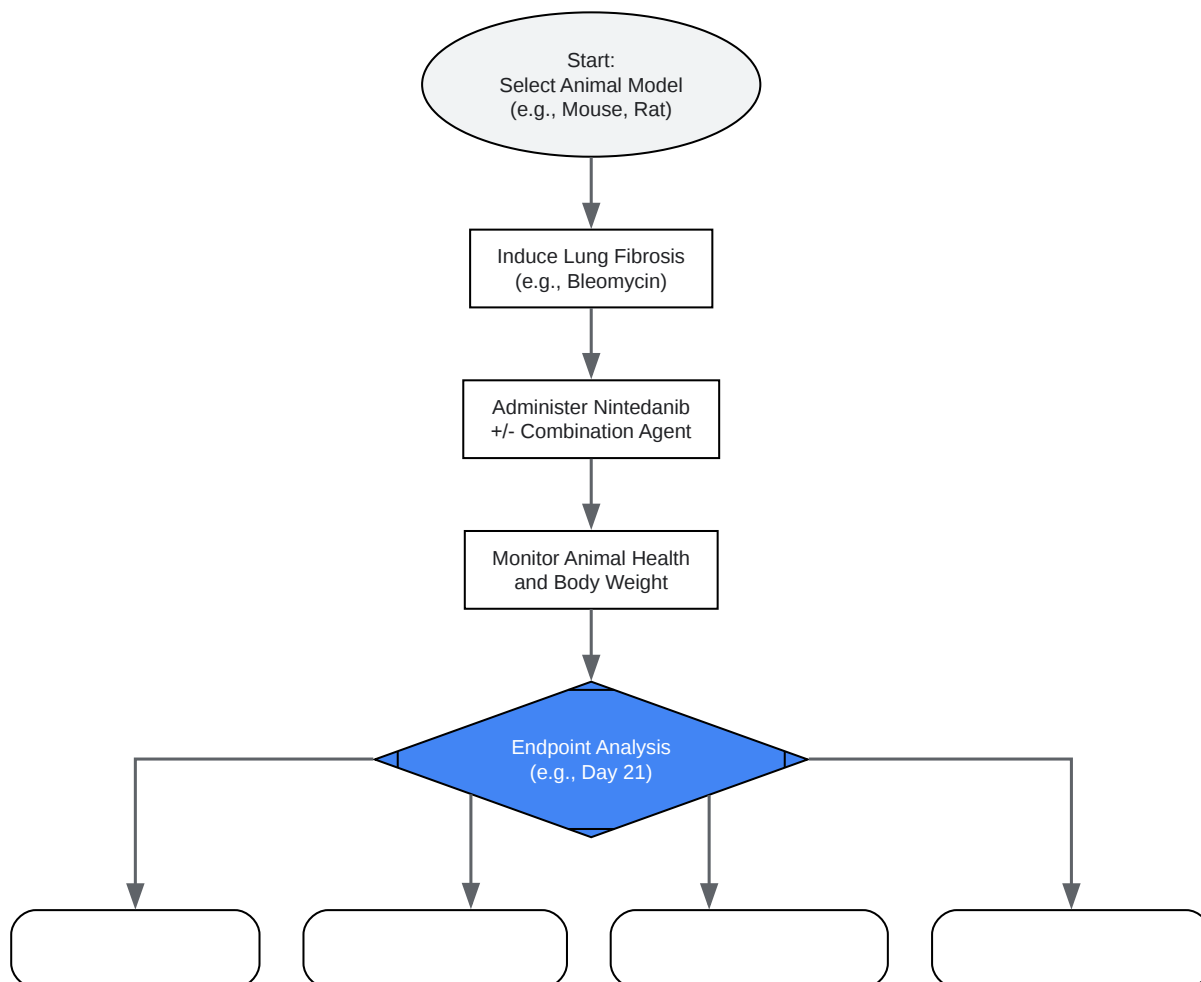 Start:
Select Animal Model
(e.g., Mouse, Rat)
Induce Lung Fibrosis
(e.g., Bleomycin)
Administer Nintedanib
+/- Combination Agent
Monitor Animal Health
and Body Weight
Endpoint Analysis
(e.g., Day 21)